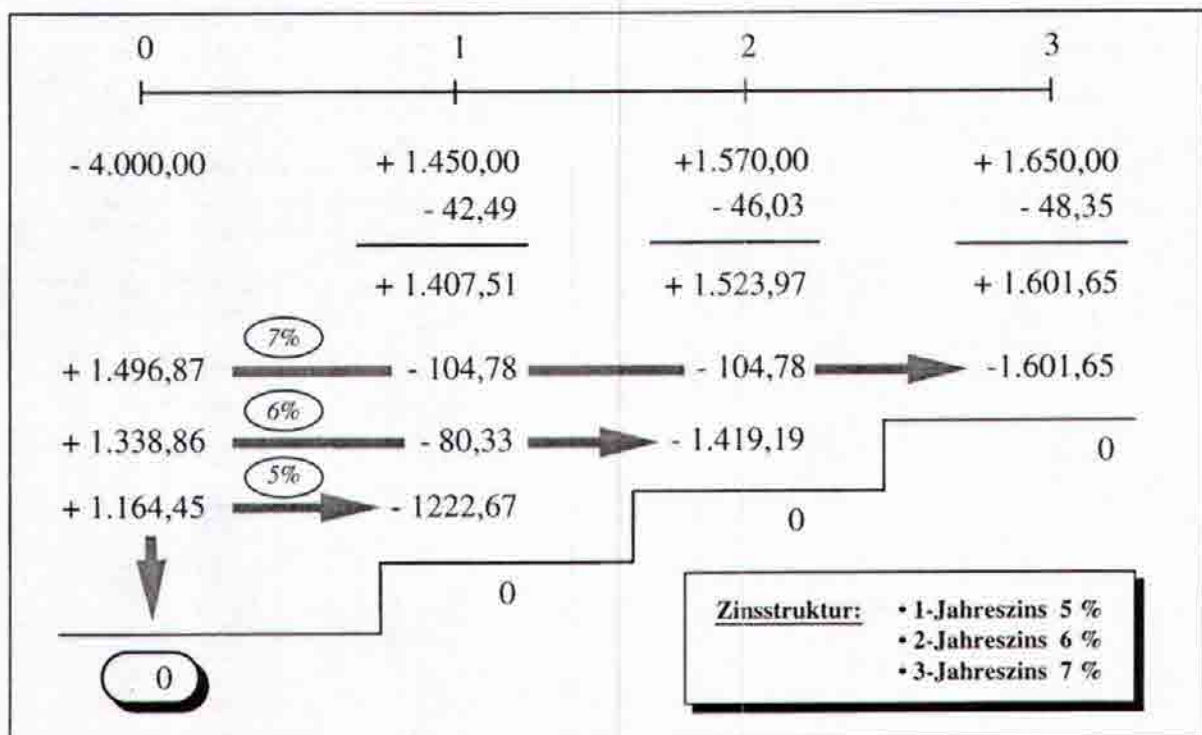 0 1 2 3
- 4.000,00 + 1.450,00 +1.570,00 + 1.650,00
- 42,49 - 46,03 - 48,35
+ 1.407,51 + 1.523,97 + 1.601,65
7%
+ 1.496,87 - 104,78 - 104,78 -1.601,65
6%
+ 1.338,86 - 80,33 - 1.419,19 0
5%
+ 1.164,45 - 1222,67 0
0
Zinsstruktur: • 1-Jahreszins 5 %
• 2-Jahreszins 6 %
• 3-Jahreszins 7 %
0